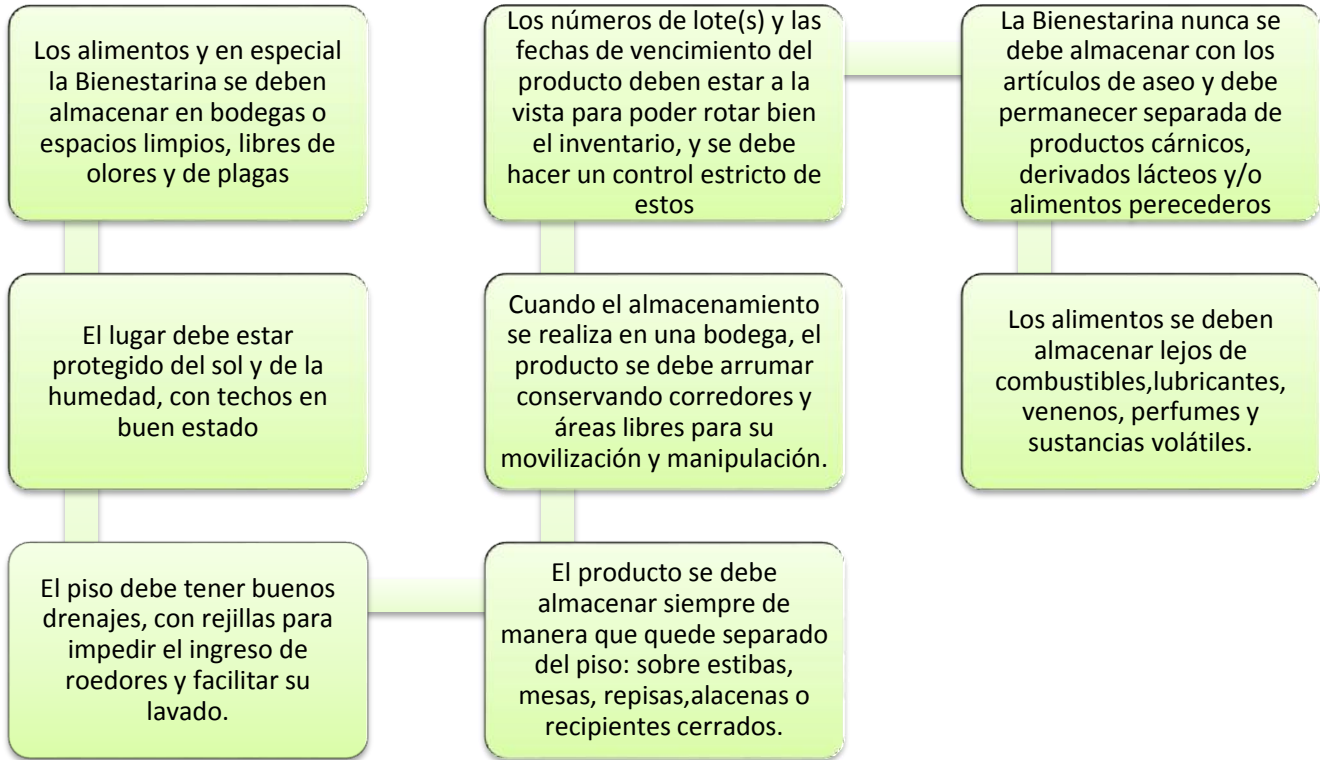 Los alimentos y en especial
la Bienestarina se deben
almacenar en bodegas o
espacios limpios, libres de
olores y de plagas
El lugar debe estar
protegido del sol y de la
humedad, con techos en
buen estado
El piso debe tener buenos
drenajes, con rejillas para
impedir el ingreso de
roedores y facilitar su
lavado.
El producto se debe
almacenar siempre de
manera que quede separado
del piso: sobre estibas,
mesas, repisas,alacenas o
recipientes cerrados.
Cuando el almacenamiento
se realiza en una bodega, el
producto se debe arrumar
conservando corredores y
áreas libres para su
movilización y manipulación.
Los números de lote(s) y las
fechas de vencimiento del
producto deben estar a la
vista para poder rotar bien
el inventario, y se debe
hacer un control estricto de
estos
La Bienestarina nunca se
debe almacenar con los
artículos de aseo y debe
permanecer separada de
productos cárnicos,
derivados lácteos y/o
alimentos perecederos
Los alimentos se deben
almacenar lejos de
combustibles,lubricantes,
venenos, perfumes y
sustancias volátiles.